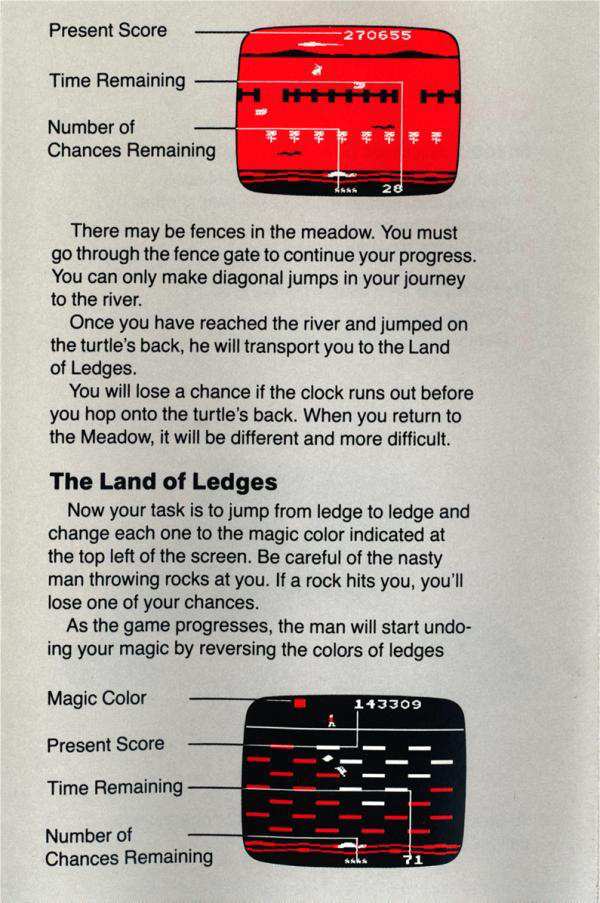 Present Score
270655
Time Remaining
Number of
Chances Remaining
28
There may be fences in the meadow. You must
go through the fence gate to continue your progress.
You can only make diagonal jumps in your journey
to the river.
Once you have reached the river and jumped on
the turtle's back, he will transport you to the Land
of Ledges.
You will lose a chance if the clock runs out before
you hop onto the turtle's back. When you return to
the Meadow, it will be different and more difficult.
The Land of Ledges
Now your task is to jump from ledge to ledge and
change each one to the magic color indicated at
the top left of the screen. Be careful of the nasty
man throwing rocks at you. If a rock hits you, you'll
lose one of your chances.
As the game progresses, the man will start undo-
ing your magic by reversing the colors of ledges
Magic Color
143309
Present Score
Time Remaining
Number of
Chances Remaining
71